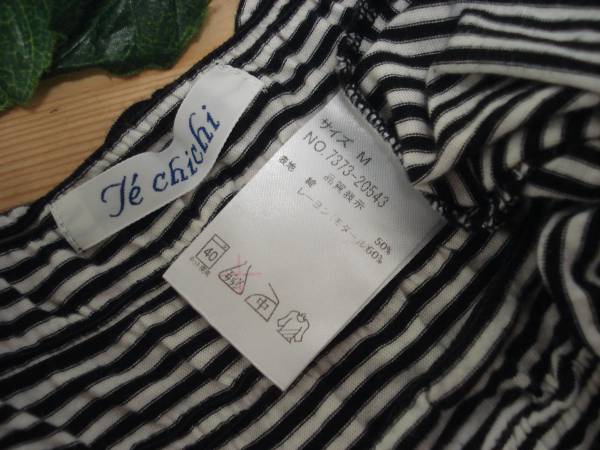 Té chichi
サイズ M
NO.7373-20543
品質表示
表地 綿 50%
レーヨン(モダール)50%
40
中